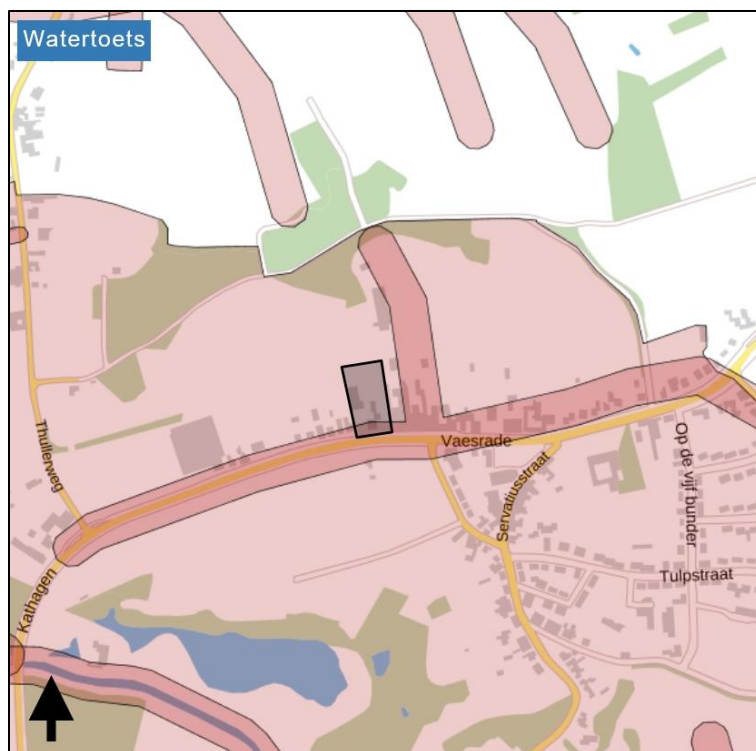 Watertoets
Thullerweg
Vaesrade
Op de vijf bunder
Servatiusstraat
Kathagen
Tulpstraat